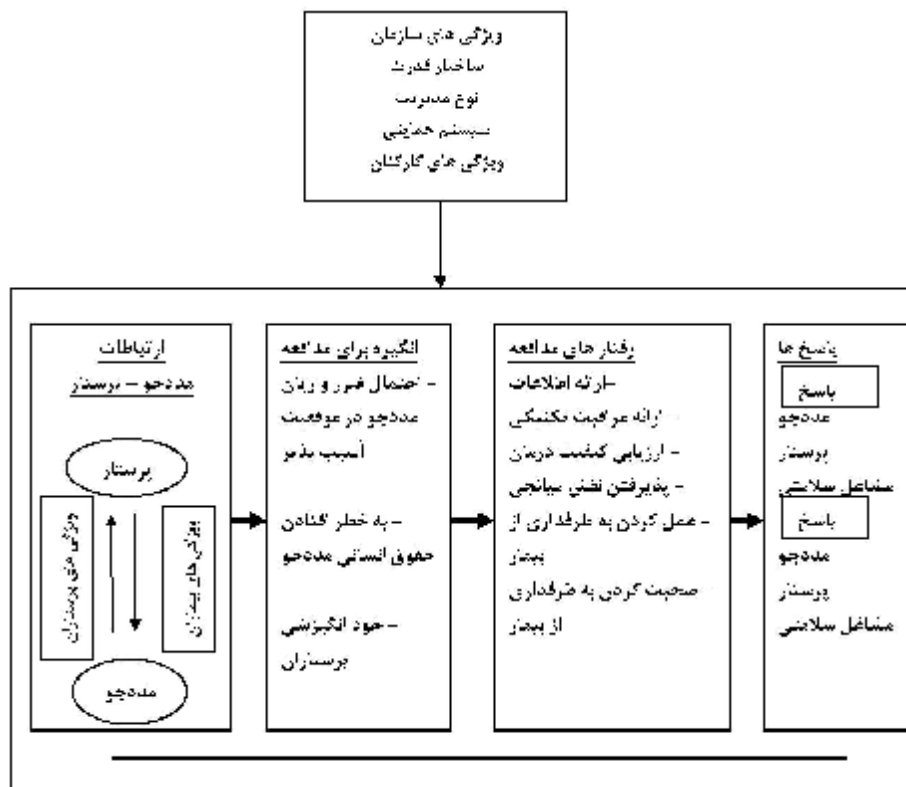 ویژگی های سازمان
ساختار قدرت
نوع مدیریت
سیستم حمایتی
ویژگی های کارکنان
ارتباطات
مددجو – پرستار
پرستار
ویژگی های پرستاران
ویژگی های بیماران
مددجو
انگیزه برای مدافعه
– احتمال ضرر و زیان
مددجو در موقعیت
آسیب پذیر
– به خطر افتادن
حقوق انسانی مددجو
– خود انگیزشی
پرستاران
رفتار های مدافعه
–ارائه اطلاعات
– ارائه مراقبت تکنیکی
– ارزیابی کیفیت درمان
– پذیرفتن نقش میانجی
– عمل کردن به طرفداری از
بیمار
– صحبت کردن به طرفداری
از بیمار
پاسخ ها
پاسخ
مددجو
پرستار
مشاغل سلامتی
پاسخ
مددجو
پرستار
مشاغل سلامتی